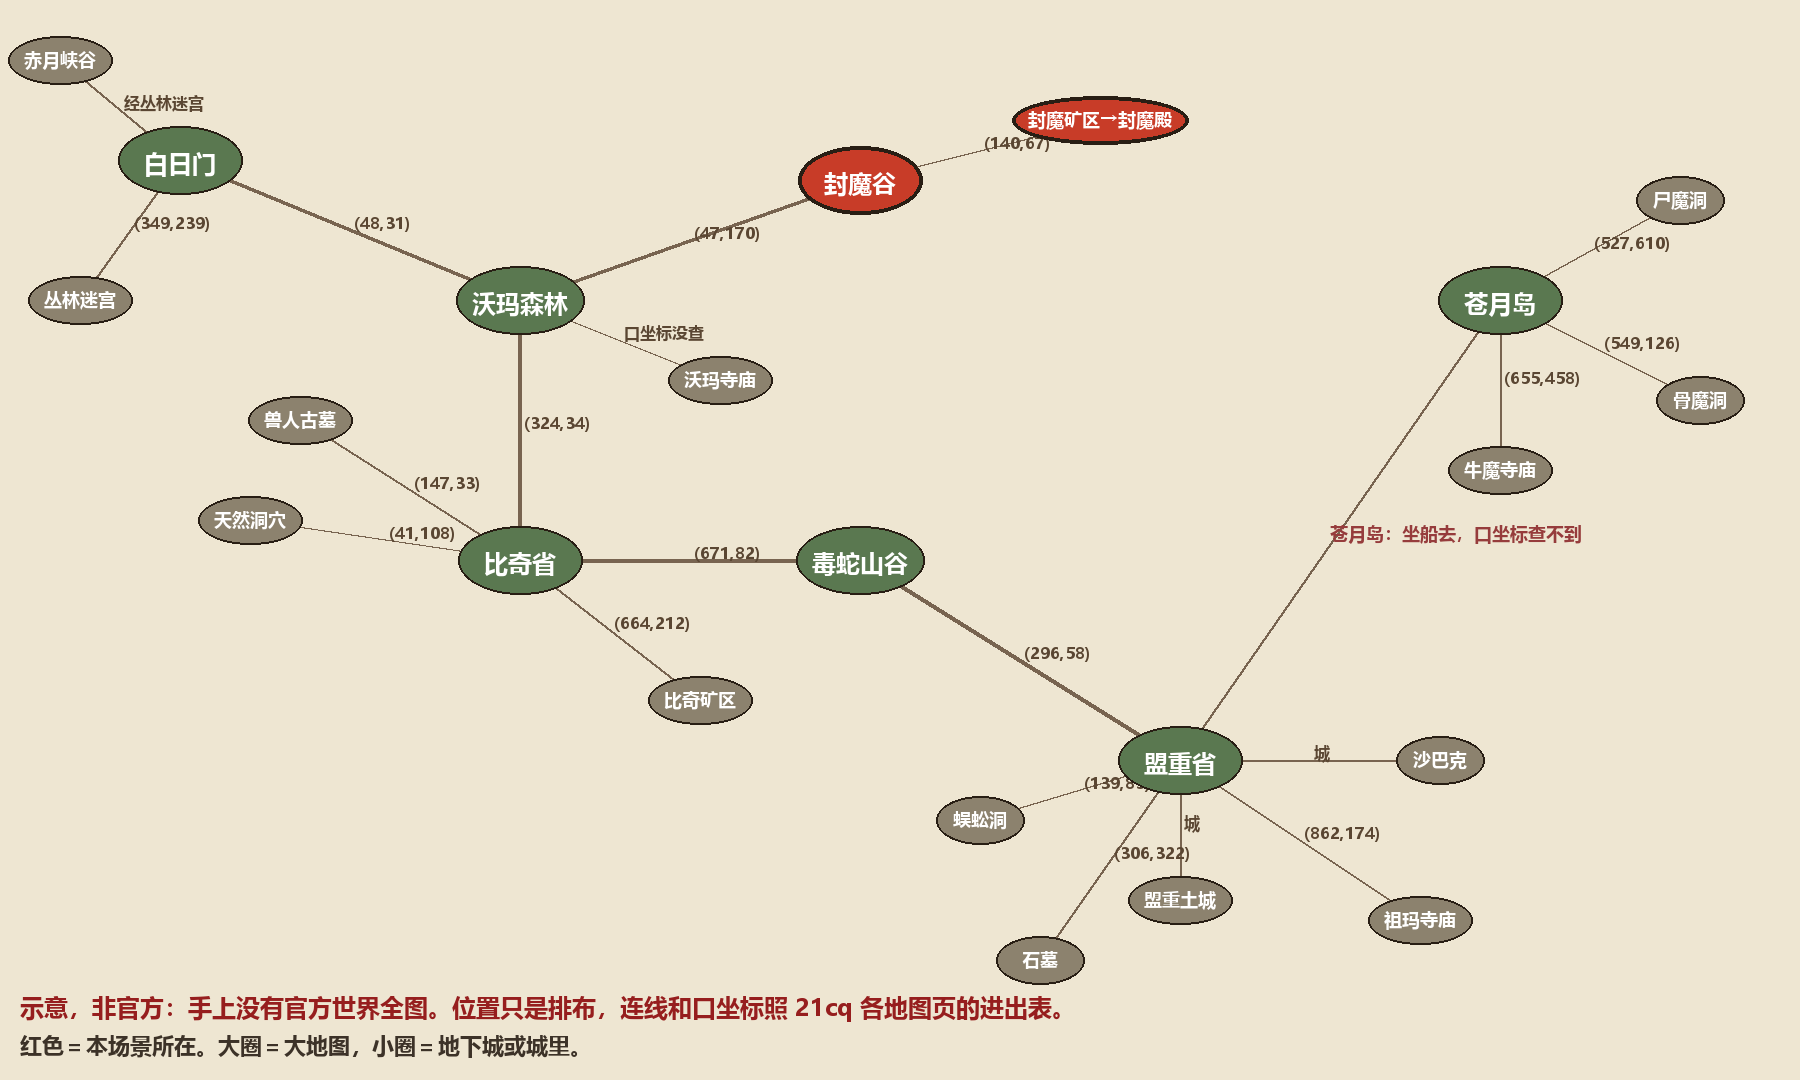 赤月峡谷
经丛林迷宫
封魔矿区→封魔殿
(140,67)
白日门
封魔谷
尸魔洞
(349,239)
(48,31)
(47,170)
(527,610)
丛林迷宫
沃玛森林
苍月岛
口坐标没查
(549,126)
沃玛寺庙
(655,458)
骨魔洞
兽人古墓
(324,34)
(147,33)
牛魔寺庙
天然洞穴
(41,108)
苍月岛：坐船去，口坐标查不到
比奇省
(671,82)
毒蛇山谷
(664,212)
(296,58)
比奇矿区
盟重省
城
沙巴克
(139,8
蜈蚣洞
城
(862,174)
(306,322)
盟重土城
祖玛寺庙
石墓
示意，非官方：手上没有官方世界全图。位置只是排布，连线和口坐标照 21cq 各地图页的进出表。
红色＝本场景所在。大圈＝大地图，小圈＝地下城或城里。